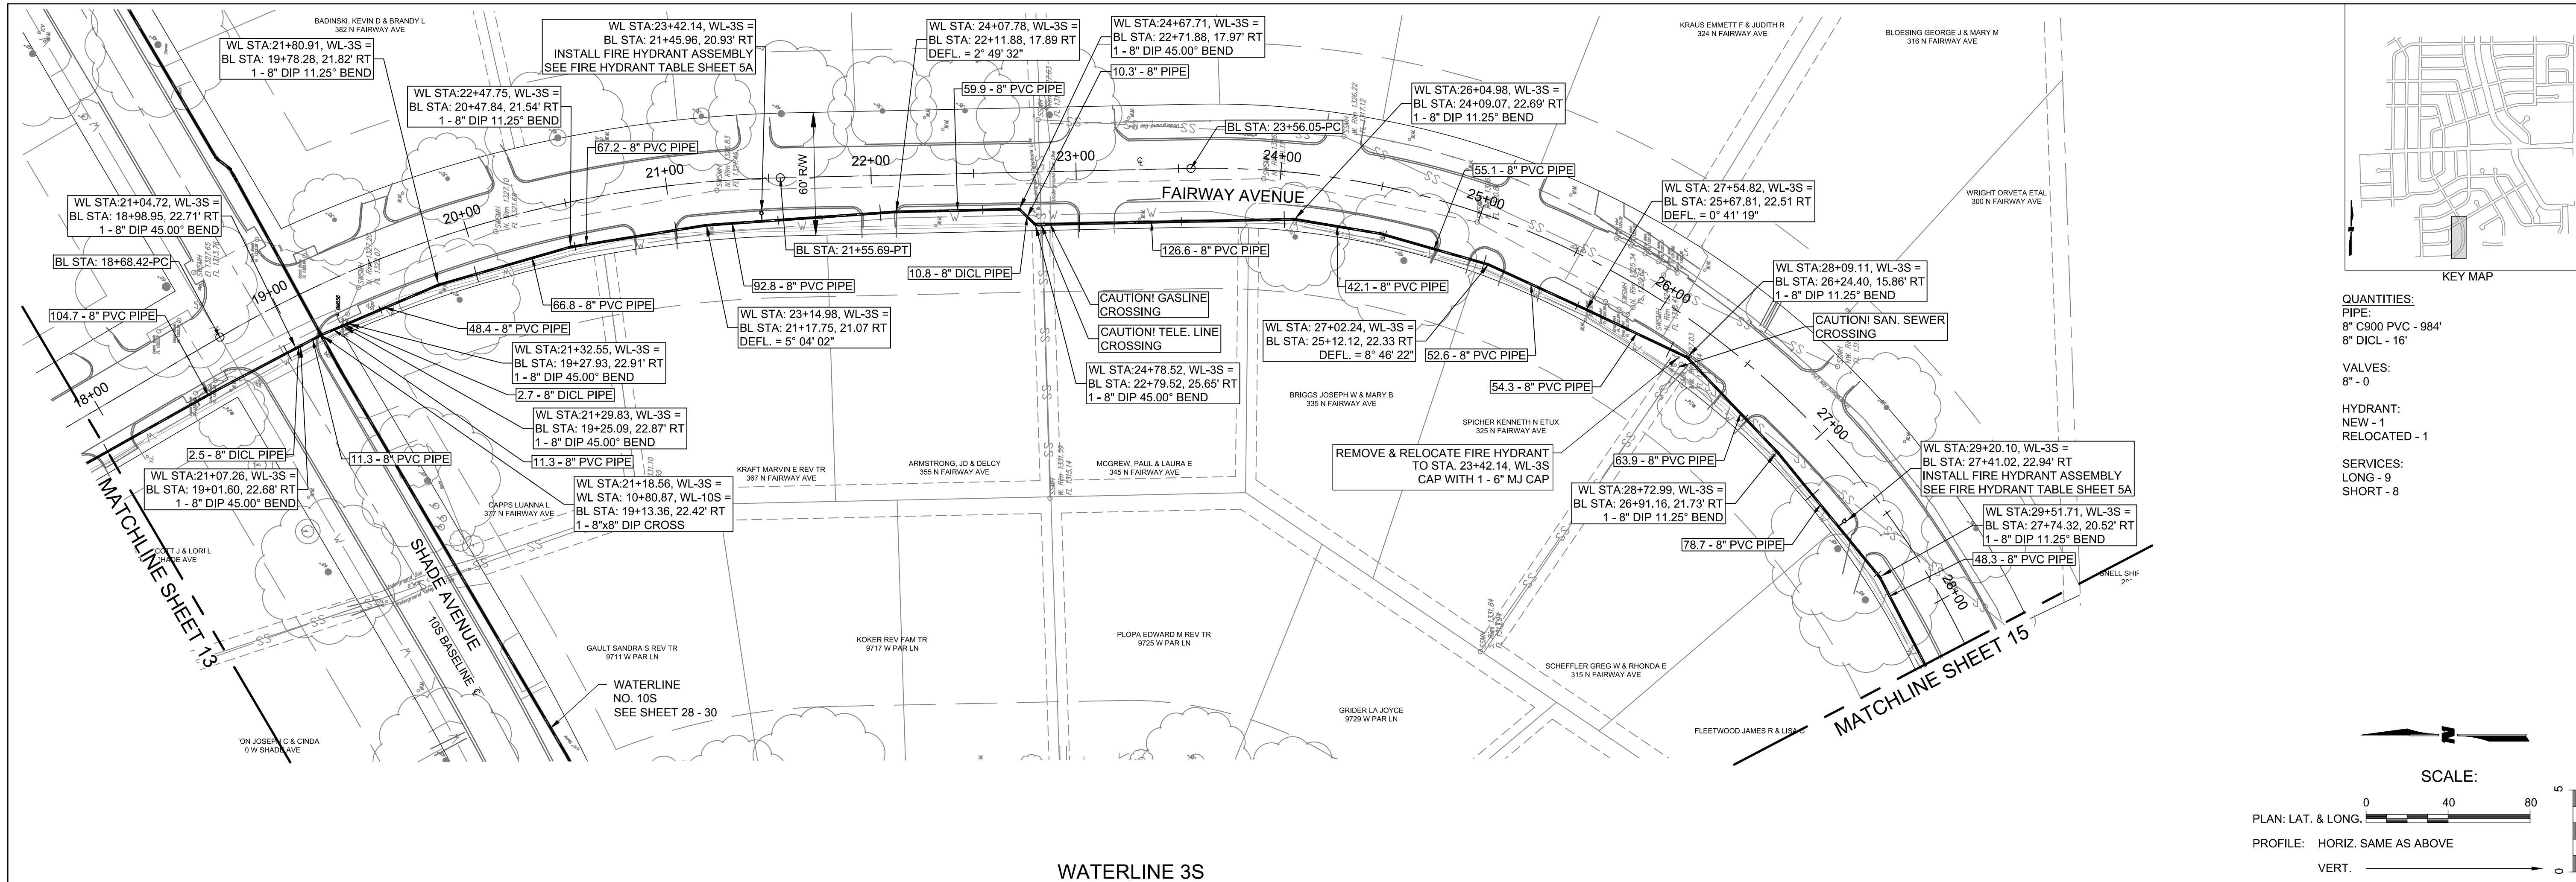 BADINSKI, KEVIN D & BRANDY L
382 N FAIRWAY AVE
WL STA:21+80.91, WL-3S =
BL STA: 19+78.28, 21.82' RT
1 - 8" DIP 11.25° BEND
WL STA:23+42.14, WL-3S =
BL STA: 21+45.96, 20.93' RT
INSTALL FIRE HYDRANT ASSEMBLY
SEE FIRE HYDRANT TABLE SHEET 5A
WL STA: 24+07.78, WL-3S =
BL STA: 22+11.88, 17.89 RT
DEFL. = 2° 49' 32"
WL STA:24+67.71, WL-3S =
BL STA: 22+71.88, 17.97' RT
1 - 8" DIP 45.00° BEND
10.3' - 8" PIPE
KRAUS EMMETT F & JUDITH R
324 N FAIRWAY AVE
BLOESING GEORGE J & MARY M
316 N FAIRWAY AVE
WL STA:22+47.75, WL-3S =
BL STA: 20+47.84, 21.54' RT
1 - 8" DIP 11.25° BEND
59.9 - 8" PVC PIPE
WL STA:26+04.98, WL-3S =
BL STA: 24+09.07, 22.69' RT
1 - 8" DIP 11.25° BEND
BL STA: 23+56.05-PC
67.2 - 8" PVC PIPE
60' R/W
21+00
22+00
23+00
24+00
55.1 - 8" PVC PIPE
WL STA: 27+54.82, WL-3S =
BL STA: 25+67.81, 22.51 RT
DEFL. = 0° 41' 19"
WRIGHT ORVETA ETAL
300 N FAIRWAY AVE
FAIRWAY AVENUE
25+00
20+00
WL STA:21+04.72, WL-3S =
BL STA: 18+98.95, 22.71' RT
1 - 8" DIP 45.00° BEND
BL STA: 18+68.42-PC
BL STA: 21+55.69-PT
126.6 - 8" PVC PIPE
10.8 - 8" DICL PIPE
92.8 - 8" PVC PIPE
42.1 - 8" PVC PIPE
WL STA:28+09.11, WL-3S =
BL STA: 26+24.40, 15.86' RT
1 - 8" DIP 11.25° BEND
26+00
KEY MAP
19+00
66.8 - 8" PVC PIPE
CAUTION! GASLINE
CROSSING
104.7 - 8" PVC PIPE
48.4 - 8" PVC PIPE
WL STA: 23+14.98, WL-3S =
BL STA: 21+17.75, 21.07 RT
DEFL. = 5° 04' 02"
CAUTION! TELE. LINE
CROSSING
WL STA: 27+02.24, WL-3S =
BL STA: 25+12.12, 22.33 RT
DEFL. = 8° 46' 22"
52.6 - 8" PVC PIPE
CAUTION! SAN. SEWER
CROSSING
QUANTITIES:
PIPE:
8" C900 PVC - 984'
8" DICL - 16'
VALVES:
8" - 0
HYDRANT:
NEW - 1
RELOCATED - 1
SERVICES:
LONG - 9
SHORT - 8
WL STA:21+32.55, WL-3S =
BL STA: 19+27.93, 22.91' RT
1 - 8" DIP 45.00° BEND
2.7 - 8" DICL PIPE
WL STA:24+78.52, WL-3S =
BL STA: 22+79.52, 25.65' RT
1 - 8" DIP 45.00° BEND
54.3 - 8" PVC PIPE
18+00
BRIGGS JOSEPH W & MARY B
335 N FAIRWAY AVE
WL STA:21+29.83, WL-3S =
BL STA: 19+25.09, 22.87' RT
1 - 8" DIP 45.00° BEND
SPICHER KENNETH N ETUX
325 N FAIRWAY AVE
27+00
2.5 - 8" DICL PIPE
11.3 - 8" PVC PIPE
11.3 - 8" PVC PIPE
REMOVE & RELOCATE FIRE HYDRANT
TO STA. 23+42.14, WL-3S
CAP WITH 1 - 6" MJ CAP
63.9 - 8" PVC PIPE
WL STA:29+20.10, WL-3S =
BL STA: 27+41.02, 22.94' RT
INSTALL FIRE HYDRANT ASSEMBLY
SEE FIRE HYDRANT TABLE SHEET 5A
WL STA:21+07.26, WL-3S =
BL STA: 19+01.60, 22.68' RT
1 - 8" DIP 45.00° BEND
KRAFT MARVIN E REV TR
367 N FAIRWAY AVE
ARMSTRONG, JD & DELCY
355 N FAIRWAY AVE
MCGREW, PAUL & LAURA E
345 N FAIRWAY AVE
WL STA:21+18.56, WL-3S =
WL STA: 10+80.87, WL-10S =
BL STA: 19+13.36, 22.42' RT
1 - 8"x8" DIP CROSS
CAPPS LUANNA L
377 N FAIRWAY AVE
WL STA:28+72.99, WL-3S =
BL STA: 26+91.16, 21.73' RT
1 - 8" DIP 11.25° BEND
WL STA:29+51.71, WL-3S =
BL STA: 27+74.32, 20.52' RT
1 - 8" DIP 11.25° BEND
78.7 - 8" PVC PIPE
48.3 - 8" PVC PIPE
SCOTT J & LORI L
HADE AVE
MATCHLINE SHEET 13
SHADE AVENUE
10S BASELINE
28+00
SNELL SHIF
GAULT SANDRA S REV TR
9711 W PAR LN
KOKER REV FAM TR
9717 W PAR LN
PLOPA EDWARD M REV TR
9725 W PAR LN
SCHEFFLER GREG W & RHONDA E
315 N FAIRWAY AVE
MATCHLINE SHEET 15
WATERLINE
NO. 10S
SEE SHEET 28 - 30
GRIDER LA JOYCE
9729 W PAR LN
FLEETWOOD JAMES R & LISA G
'ON JOSEPH C & CINDA
0 W SHADE AVE
N
SCALE:
0 40 80
PLAN: LAT. & LONG.
PROFILE: HORIZ. SAME AS ABOVE
VERT.
5
0
WATERLINE 3S